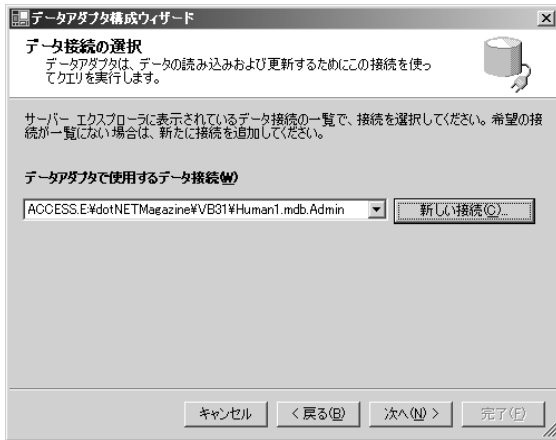 データアダプタ構成ウィザード
データ接続の選択
データアダプタは、データの読み込みおよび更新するためにこの接続を使っ
てクエリを実行します。
サーバー エクスプローラに表示されているデータ接続の一覧で、接続を選択してください。希望の接
続が一覧にない場合は、新たに接続を追加してください。
データアダプタで使用するデータ接続(W)
ACCESS.E:¥dotNETMagazine¥VB31¥Human1.mdb.Admin
新しい接続(C)...
キャンセル
< 戻る(B)
次へ(N) >
完了(F)